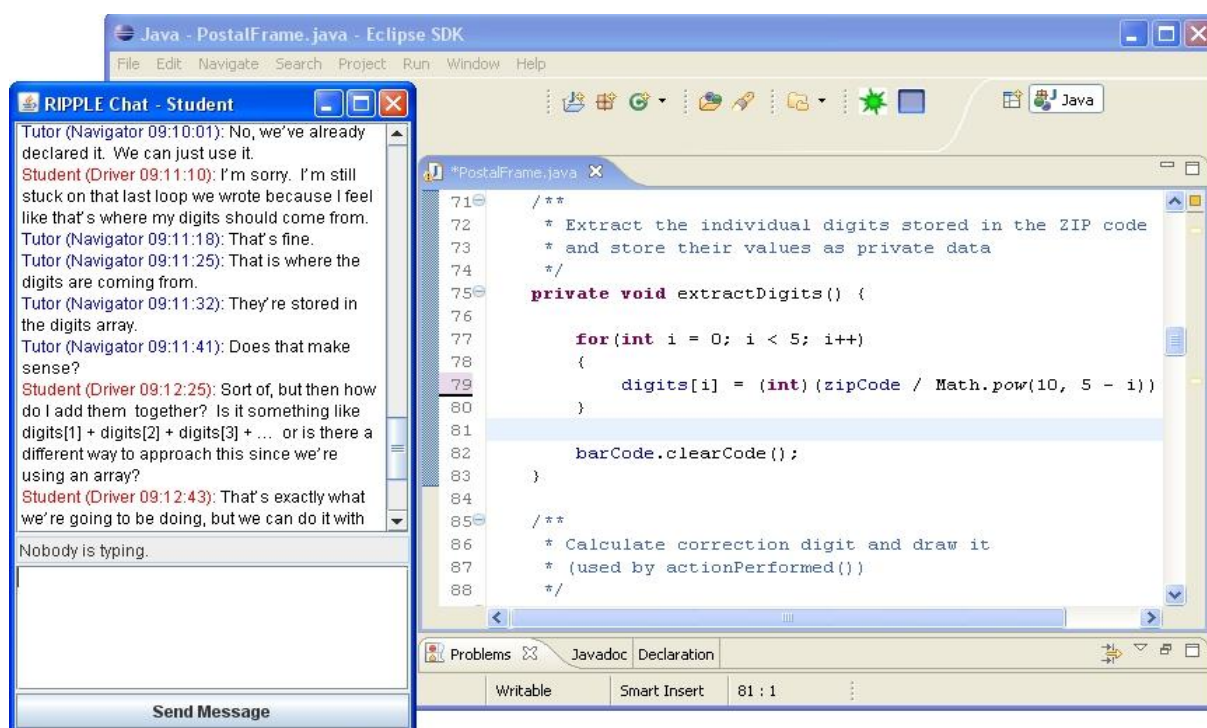 Java - PostalFrame.java - Eclipse SDK
File Edit Navigate Search Project Run Window Help
RIPPLE Chat - Student
Tutor (Navigator 09:10:01): No, we've already
declared it. We can just use it.
Student (Driver 09:11:10): I'm sorry. I'm still
stuck on that last loop we wrote because I feel
like that's where my digits should come from.
Tutor (Navigator 09:11:18): That's fine.
Tutor (Navigator 09:11:25): That is where the
digits are coming from.
Tutor (Navigator 09:11:32): They're stored in
the digits array.
Tutor (Navigator 09:11:41): Does that make
sense?
Student (Driver 09:12:25): Sort of, but then how
do I add them together? Is it something like
digits[1] + digits[2] + digits[3] + ... or is there a
different way to approach this since we're
using an array?
Student (Driver 09:12:43): That's exactly what
we're going to be doing, but we can do it with
Nobody is typing.
Send Message
Java
*PostalFrame.java
71 /**
72 * Extract the individual digits stored in the ZIP code
73 * and store their values as private data
74 */
75 private void extractDigits() {
76
77 for(int i = 0; i < 5; i++)
78 {
79 digits[i] = (int)(zipCode / Math.pow(10, 5 - i))
80 }
81
82 barCode.clearCode();
83 }
84
85 /**
86 * Calculate correction digit and draw it
87 * (used by actionPerformed())
88 */
Problems Javadoc Declaration
Writable Smart Insert 81 : 1